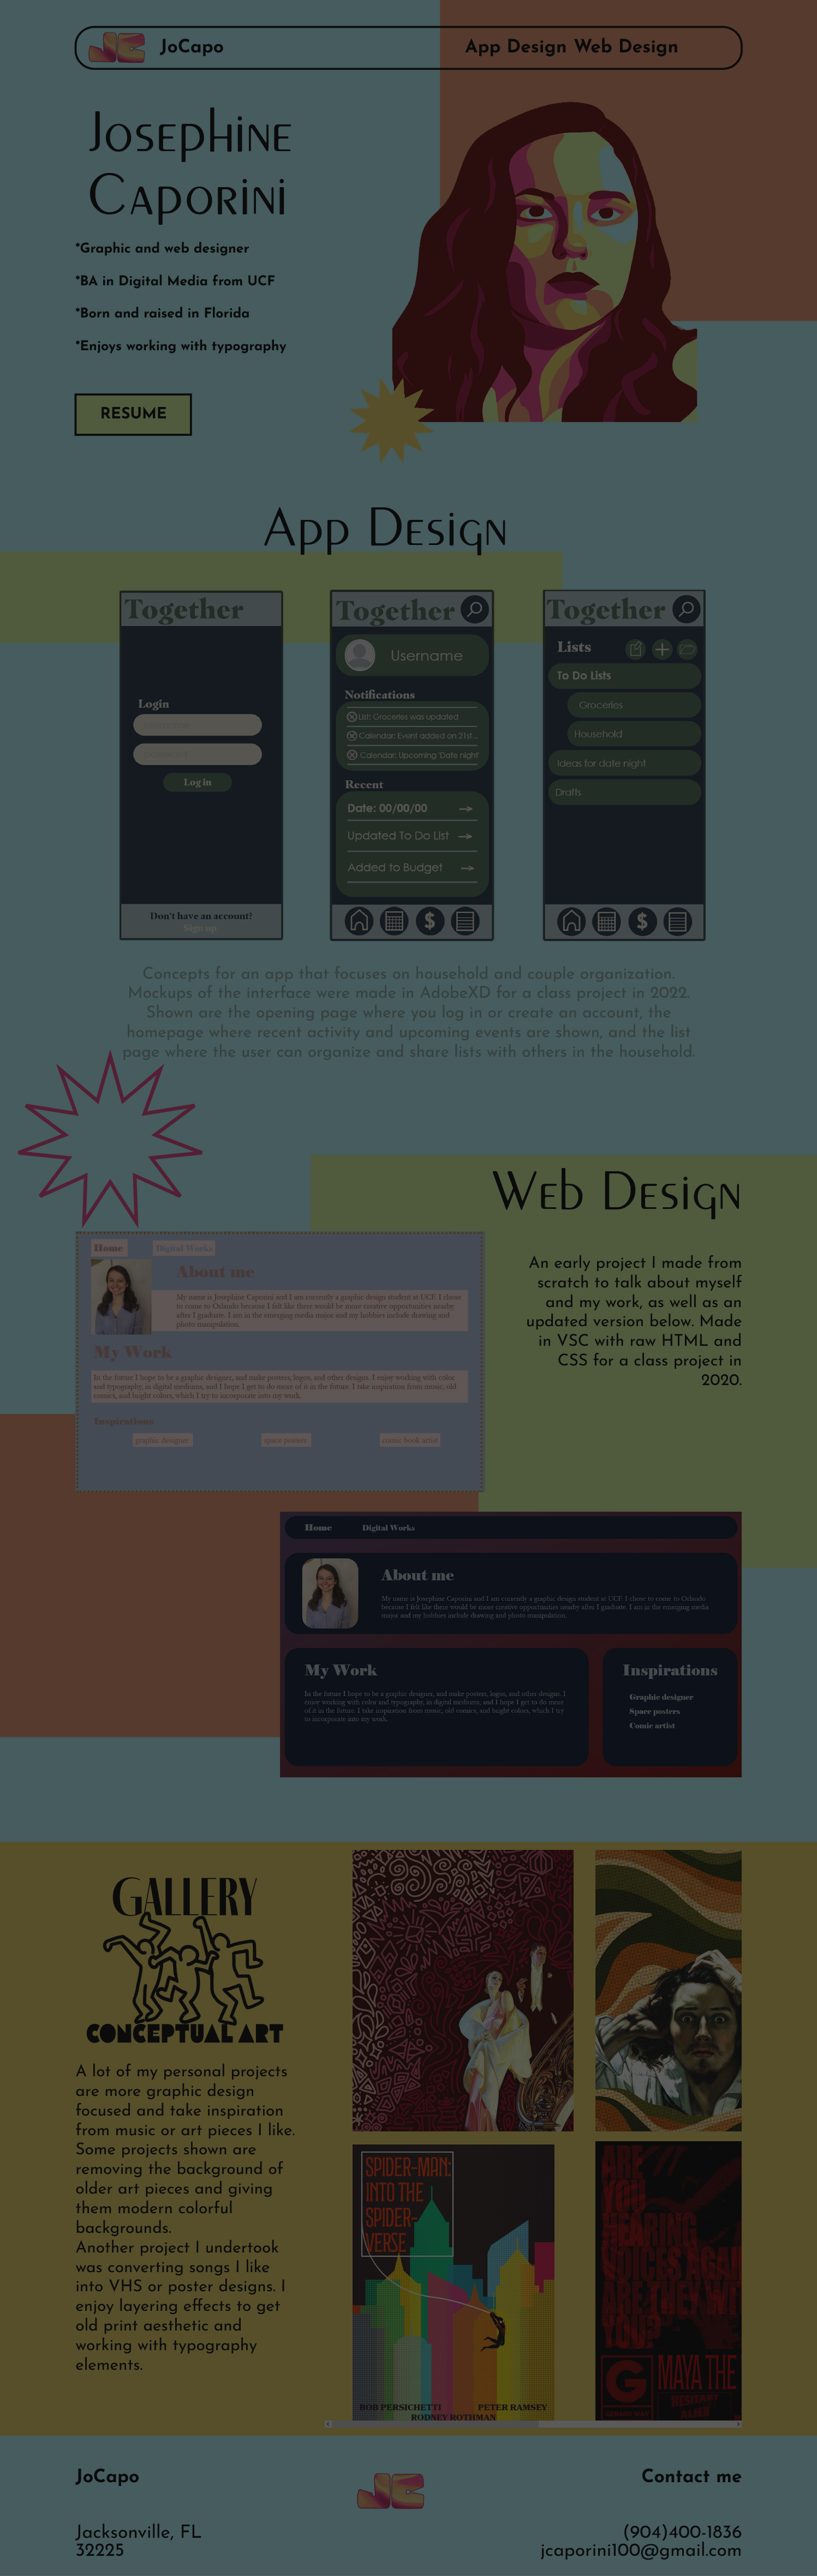 JC JoCapo App Design Web Design
Josephine
Caporini
*Graphic and web designer
*BA in Digital Media from UCF
*Born and raised in Florida
*Enjoys working with typography
RESUME
App Design
Together
Login
Log in
Don't have an account?
Sign up
Together
Username
Notifications
List: Groceries was updated
Calendar: Event added on 21st...
Calendar: Upcoming 'Date night'
Recent
Date: 00/00/00
Updated To Do List
Added to Budget
$
Together
Lists
To Do Lists
Groceries
Household
Ideas for date night
Drafts
$
Concepts for an app that focuses on household and couple organization.
Mockups of the interface were made in AdobeXD for a class project in 2022.
Shown are the opening page where you log in or create an account, the
homepage where recent activity and upcoming events are shown, and the list
page where the user can organize and share lists with others in the household.
Web Design
An early project I made from
scratch to talk about myself
and my work, as well as an
updated version below. Made
in VSC with raw HTML and
CSS for a class project in
2020.
Home Digital Works
About me
My name is Josephine Caporini and I am currently a graphic design student at UCF. I chose
to come to Orlando because I felt like there would be more creative opportunities nearby
after I graduate. I am in the emerging media major and my hobbies include drawing and
photo manipulation.
My Work
In the future I hope to be a graphic designer, and make posters, logos, and other designs. I enjoy working with color
and typography, in digital mediums, and I hope I get to do more of it in the future. I take inspiration from music, old
comics, and bright colors, which I try to incorporate into my work.
Inspirations
graphic designer space posters comic book artist
Home Digital Works
About me
My name is Josephine Caporini and I am currently a graphic design student at UCF. I chose to come to Orlando
because I felt like there would be more creative opportunities nearby after I graduate. I am in the emerging media
major and my hobbies include drawing and photo manipulation.
My Work
In the future I hope to be a graphic designer, and make posters, logos, and other designs. I
enjoy working with color and typography, in digital mediums, and I hope I get to do more
of it in the future. I take inspiration from music, old comics, and bright colors, which I try
to incorporate into my work.
Inspirations
Graphic designer
Space posters
Comic artist
GALLERY
CONCEPTUAL ART
A lot of my personal projects
are more graphic design
focused and take inspiration
from music or art pieces I like.
Some projects shown are
removing the background of
older art pieces and giving
them modern colorful
backgrounds.
Another project I undertook
was converting songs I like
into VHS or poster designs. I
enjoy layering effects to get
old print aesthetic and
working with typography
elements.
SPIDER-MAN:
INTO THE
SPIDER-
VERSE
BOB PERSICHETTI PETER RAMSEY
RODNEY ROTHMAN
ARE
YOU
HEARING
VOICES AGAI
YOU?
G
MAYA THE
HESITANT
ALIEN
JoCapo
Jacksonville, FL
32225
JC
Contact me
(904)400-1836
jcaporini100@gmail.com